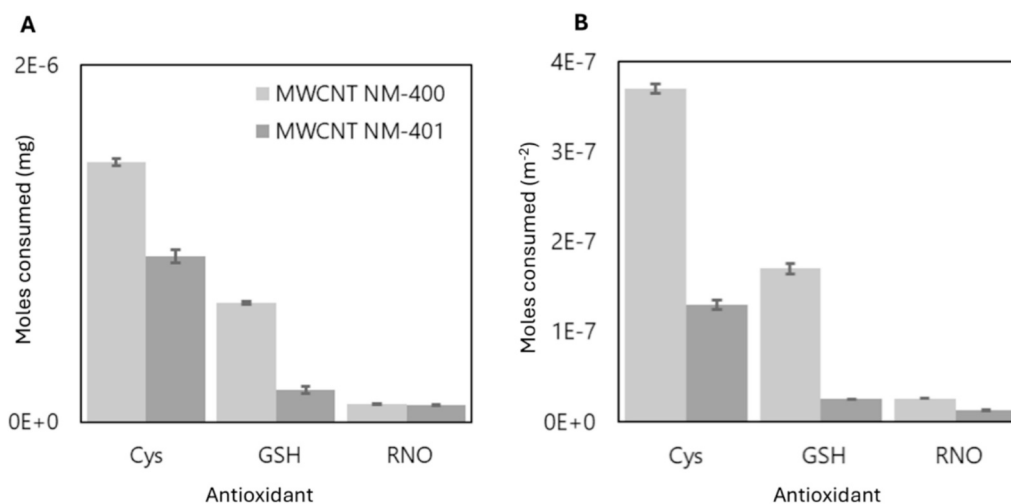 A
Moles consumed (mg)
2E-6
0E+0
MWCNT NM-400
MWCNT NM-401
Cys GSH RNO
Antioxidant
B
Moles consumed (m-2)
4E-7
3E-7
2E-7
1E-7
0E+0
Cys GSH RNO
Antioxidant